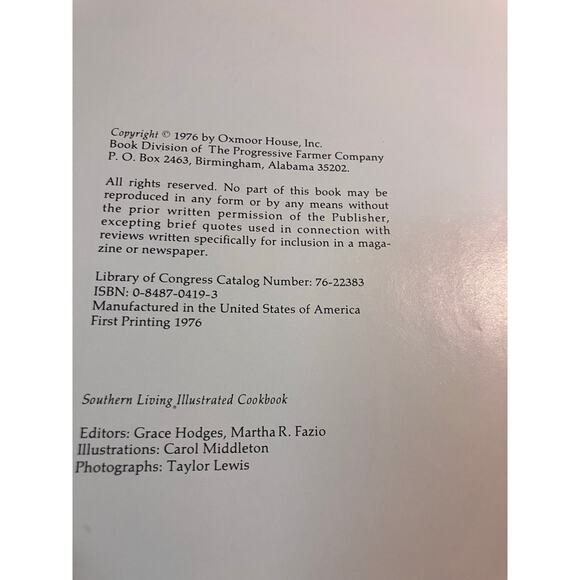 Copyright © 1976 by Oxmoor House, Inc.
Book Division of The Progressive Farmer Company
P. O. Box 2463, Birmingham, Alabama 35202.
All rights reserved. No part of this book may be
reproduced in any form or by any means without
the prior written permission of the Publisher,
excepting brief quotes used in connection with
reviews written specifically for inclusion in a maga-
zine or newspaper.
Library of Congress Catalog Number: 76-22383
ISBN: 0-8487-0419-3
Manufactured in the United States of America
First Printing 1976
Southern Living Illustrated Cookbook
Editors: Grace Hodges, Martha R. Fazio
Illustrations: Carol Middleton
Photographs: Taylor Lewis